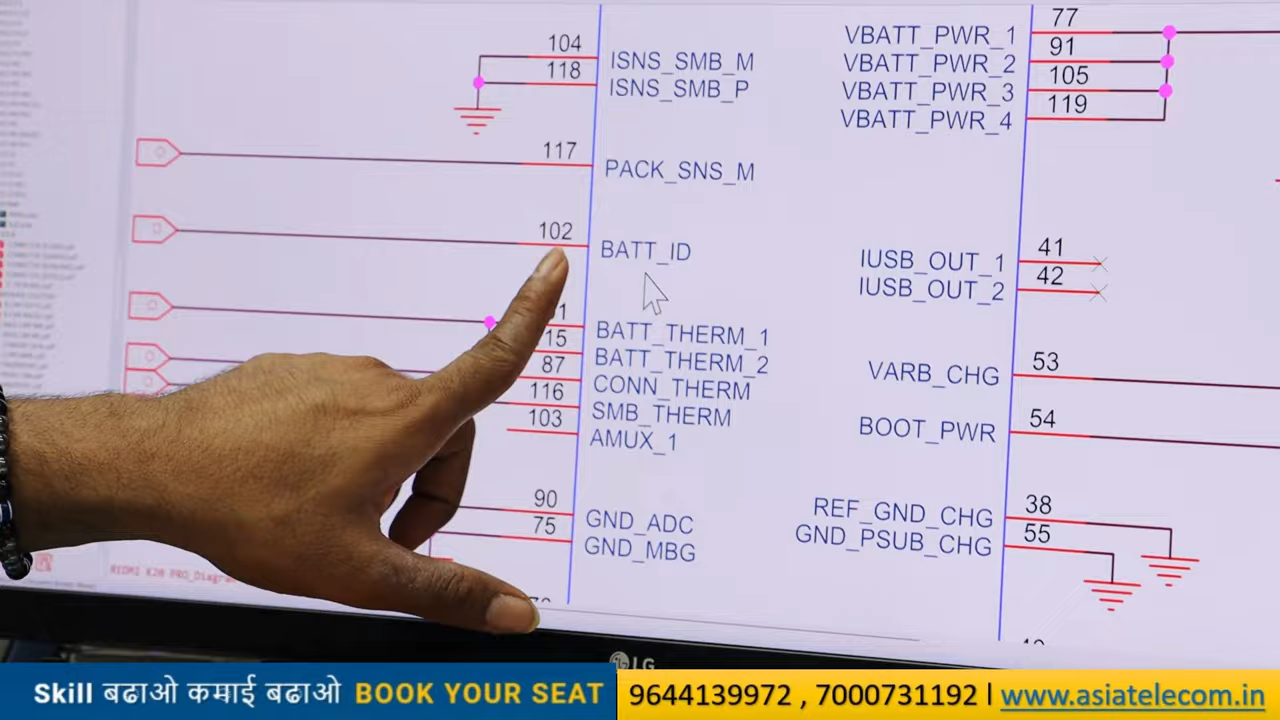 104
118
ISNS_SMB_M
ISNS_SMB_P
117
PACK_SNS_M
102
BATT_ID
15
BATT_THERM_1
BATT_THERM_2
87
CONN_THERM
116
SMB_THERM
103
AMUX_1
90
GND_ADC
75
GND_MBG
VBATT_PWR_1
77
VBATT_PWR_2
91
VBATT_PWR_3
105
VBATT_PWR_4
119
IUSB_OUT_1
41
IUSB_OUT_2
42
VARB_CHG
53
BOOT_PWR
54
REF_GND_CHG
38
GND_PSUB_CHG
55
LG
Skill बढाओ कमाई बढाओ BOOK YOUR SEAT
9644139972 , 7000731192 | www.asiatelecom.in